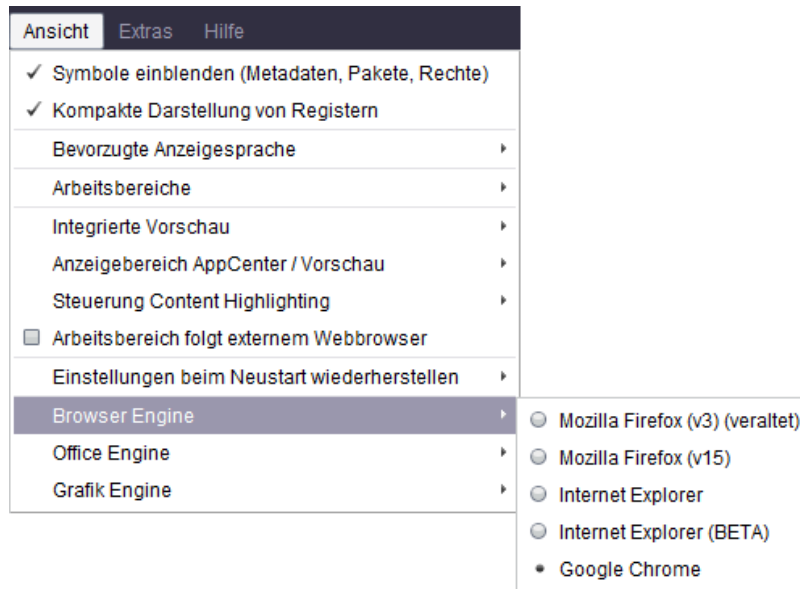 Ansicht Extras Hilfe
Symbole einblenden (Metadaten, Pakete, Rechte)
Kompakte Darstellung von Registern
Bevorzugte Anzeigesprache
Arbeitsbereiche
Integrierte Vorschau
Anzeigebereich AppCenter / Vorschau
Steuerung Content Highlighting
Arbeitsbereich folgt externem Webbrowser
Einstellungen beim Neustart wiederherstellen
Browser Engine
Office Engine
Grafik Engine
Mozilla Firefox (v3) (veraltet)
Mozilla Firefox (v15)
Internet Explorer
Internet Explorer (BETA)
Google Chrome